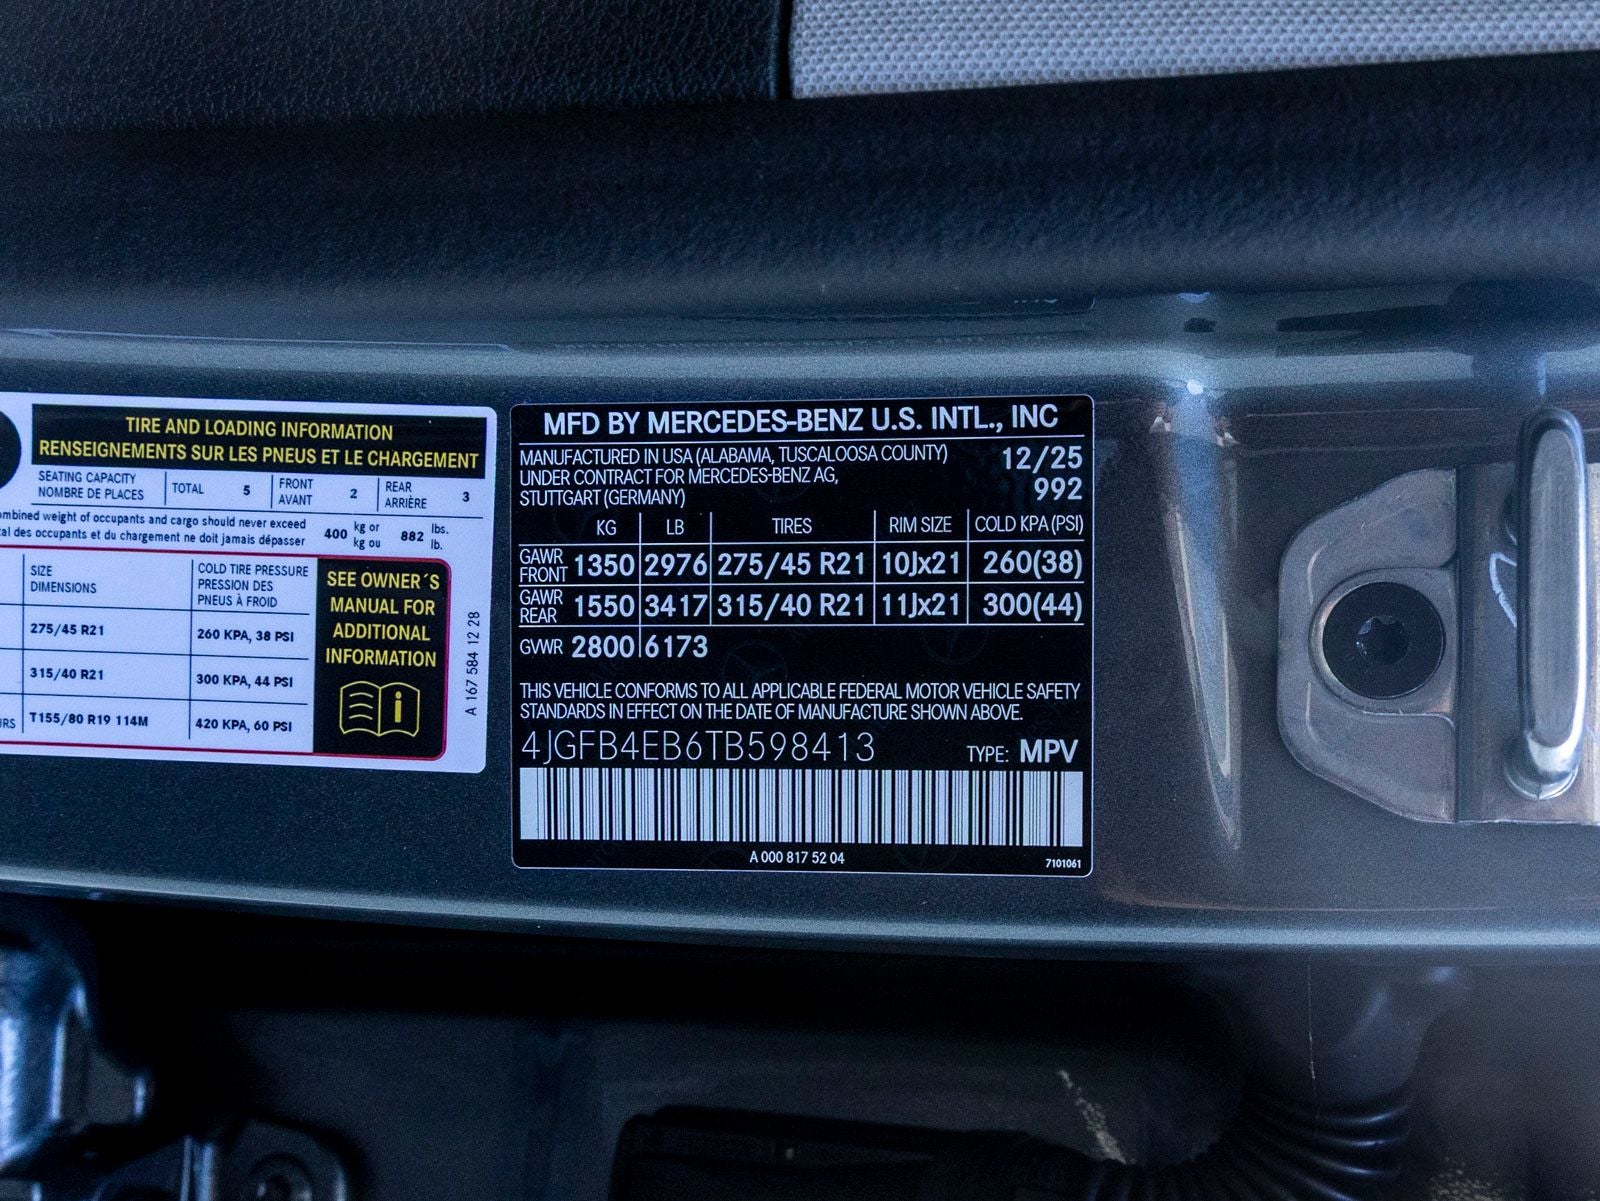 TIRE AND LOADING INFORMATION
RENSEIGNEMENTS SUR LES PNEUS ET LE CHARGEMENT
SEATING CAPACITY
NOMBRE DE PLACES
TOTAL 5
FRONT
AVANT
2
REAR
ARRIÈRE
3
weight of occupants and cargo should never exceed
des occupants et du chargement ne doit jamais dépasser
400 kg or
kg ou
882 lbs.
lb.
SIZE
DIMENSIONS
COLD TIRE PRESSURE
PRESSION DES
PNEUS À FROID
275/45 R21 260 KPA, 38 PSI
315/40 R21 300 KPA, 44 PSI
T155/80 R19 114M 420 KPA, 60 PSI
SEE OWNER´S
MANUAL FOR
ADDITIONAL
INFORMATION
i
A 167 584 12 28
MFD BY MERCEDES-BENZ U.S. INTL., INC
MANUFACTURED IN USA (ALABAMA, TUSCALOOSA COUNTY) 12/25
UNDER CONTRACT FOR MERCEDES-BENZ AG,
STUTTGART (GERMANY) 992
KG LB TIRES RIM SIZE COLD KPA (PSI)
GAWR
FRONT
1350 2976 275/45 R21 10Jx21 260(38)
GAWR
REAR
1550 3417 315/40 R21 11Jx21 300(44)
GVWR 2800 6173
THIS VEHICLE CONFORMS TO ALL APPLICABLE FEDERAL MOTOR VEHICLE SAFETY
STANDARDS IN EFFECT ON THE DATE OF MANUFACTURE SHOWN ABOVE.
4JGFB4EB6TB598413 TYPE: MPV
A 000 817 52 04 7101061